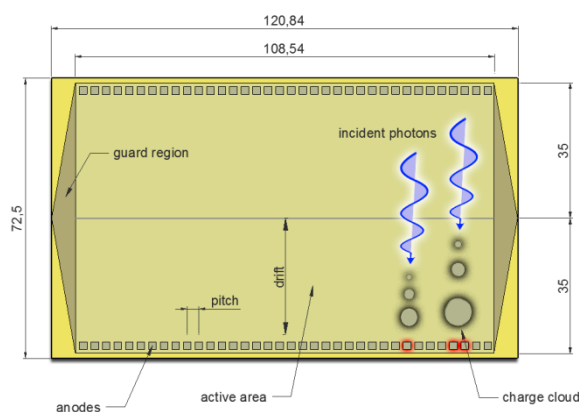 120,84
108,54
incident photons
guard region
35
72,5
drift
pitch
35
anodes
active area
charge cloud